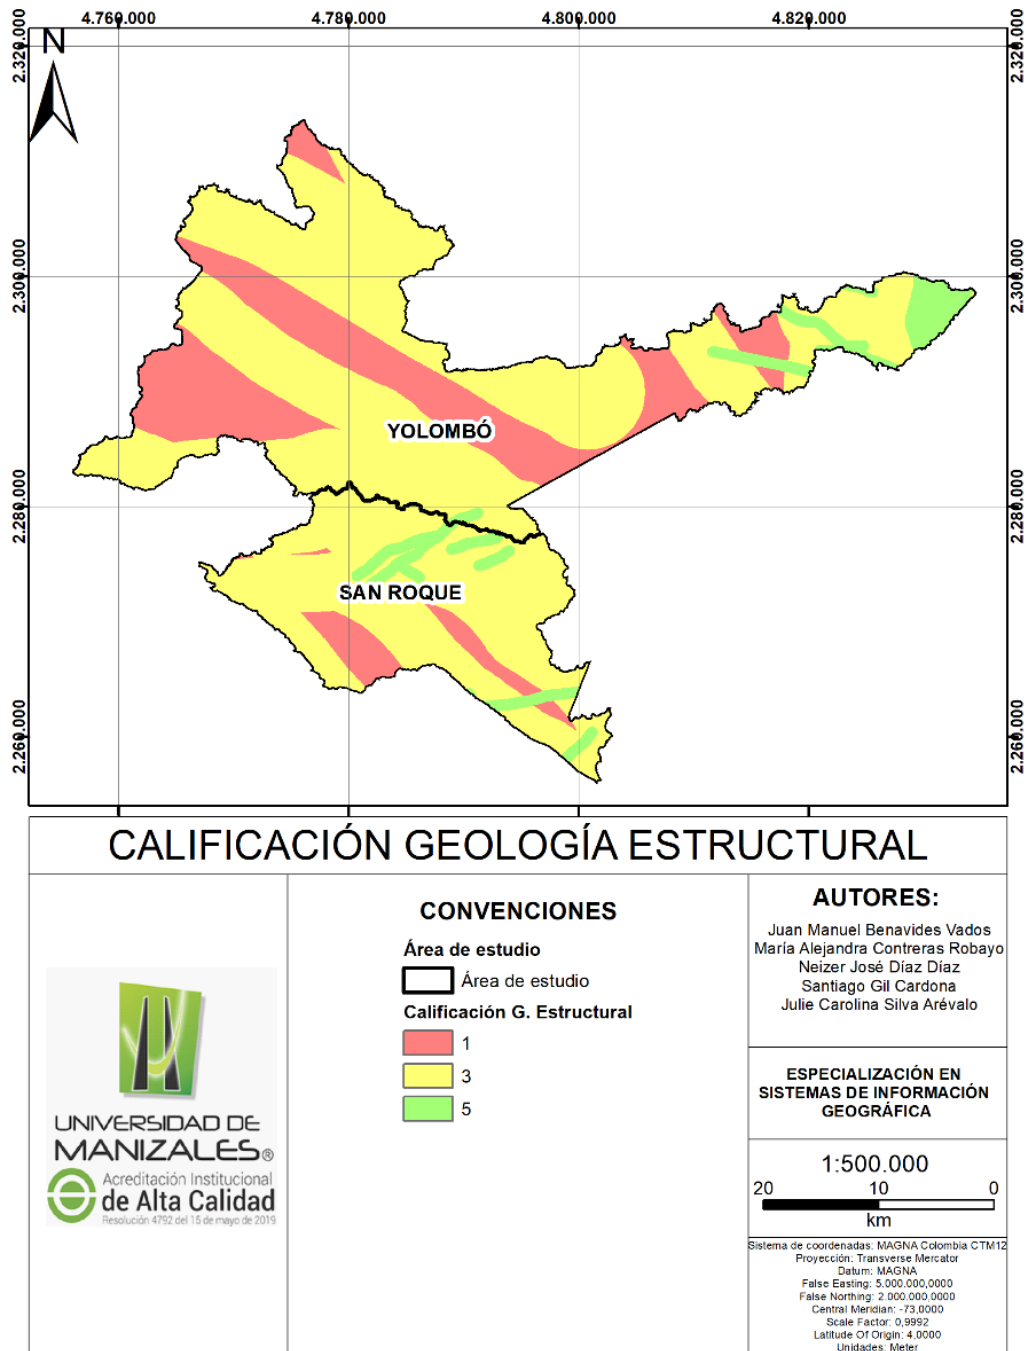 4.760.000 4.780.000 4.800.000 4.820.000
N
2.320.000 2.320.000
2.300.000 2.300.000
YOLOMBÓ
2.280.000 2.280.000
SAN ROQUE
2.260.000 2.260.000
CALIFICACIÓN GEOLOGÍA ESTRUCTURAL
UNIVERSIDAD DE
MANIZALES®
Acreditación Institucional
de Alta Calidad
Resolución 4792 del 15 de mayo de 2019
CONVENCIONES
Área de estudio
Área de estudio
Calificación G. Estructural
1
3
5
AUTORES:
Juan Manuel Benavides Vados
María Alejandra Contreras Robayo
Neizer José Díaz Díaz
Santiago Gil Cardona
Julie Carolina Silva Arévalo
ESPECIALIZACIÓN EN
SISTEMAS DE INFORMACIÓN
GEOGRÁFICA
1:500.000
20 10 0
km
Sistema de coordenadas: MAGNA Colombia CTM12
Proyección: Transverse Mercator
Datum: MAGNA
False Easting: 5.000.000,0000
False Northing: 2.000.000,0000
Central Meridian: -73,0000
Scale Factor: 0,9992
Latitude Of Origin: 4,0000
Unidades: Meter